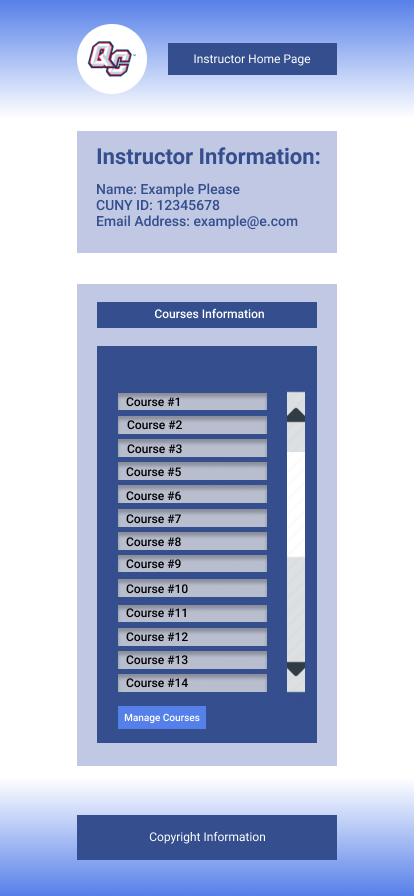 QC
Instructor Home Page
Instructor Information:
Name: Example Please
CUNY ID: 12345678
Email Address: example@e.com
Courses Information
Course #1
Course #2
Course #3
Course #5
Course #6
Course #7
Course #8
Course #9
Course #10
Course #11
Course #12
Course #13
Course #14
Manage Courses
Copyright Information